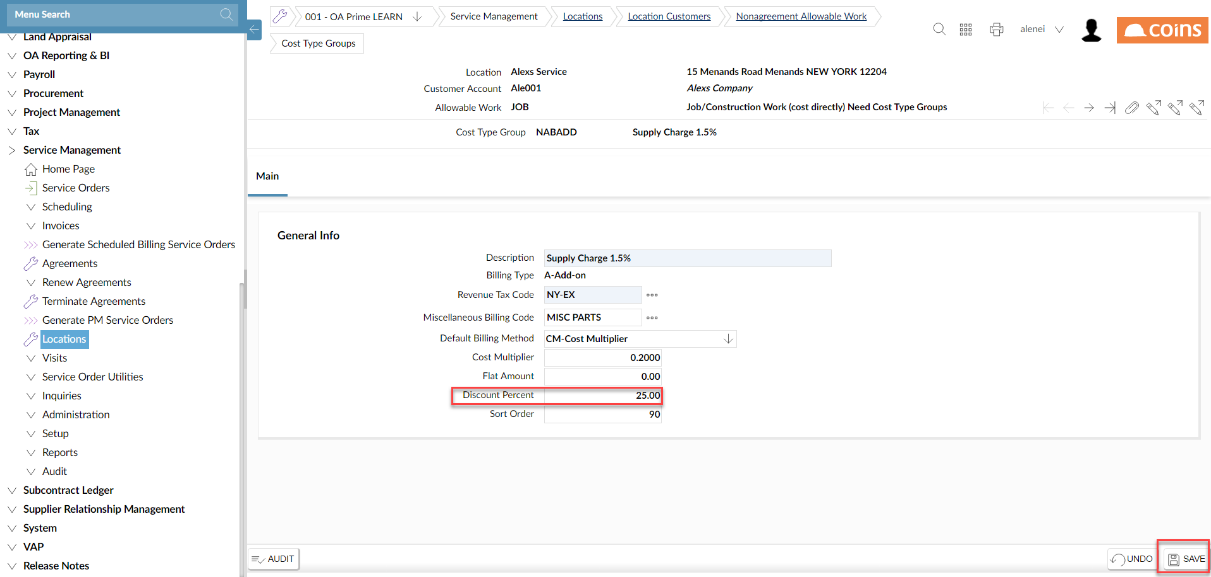 Menu Search
Land Appraisal
OA Reporting & BI
Payroll
Procurement
Project Management
Tax
Service Management
Home Page
Service Orders
Scheduling
Invoices
Generate Scheduled Billing Service Orders
Agreements
Renew Agreements
Terminate Agreements
Generate PM Service Orders
Locations
Visits
Service Order Utilities
Inquiries
Administration
Setup
Reports
Audit
Subcontract Ledger
Supplier Relationship Management
System
VAP
Release Notes
001 - OA Prime LEARN Service Management Locations Location Customers Nonagreement Allowable Work
Cost Type Groups
alenei
coins
Location Alexs Service 15 Menands Road Menands NEW YORK 12204
Customer Account Ale001 Alexs Company
Allowable Work JOB Job/Construction Work (cost directly) Need Cost Type Groups
Cost Type Group NABADD Supply Charge 1.5%
Main
General Info
Description Supply Charge 1.5%
Billing Type A-Add-on
Revenue Tax Code NY-EX
Miscellaneous Billing Code MISC PARTS
Default Billing Method CM-Cost Multiplier
Cost Multiplier 0.2000
Flat Amount 0.00
Discount Percent 25.00
Sort Order 90
AUDIT UNDO SAVE